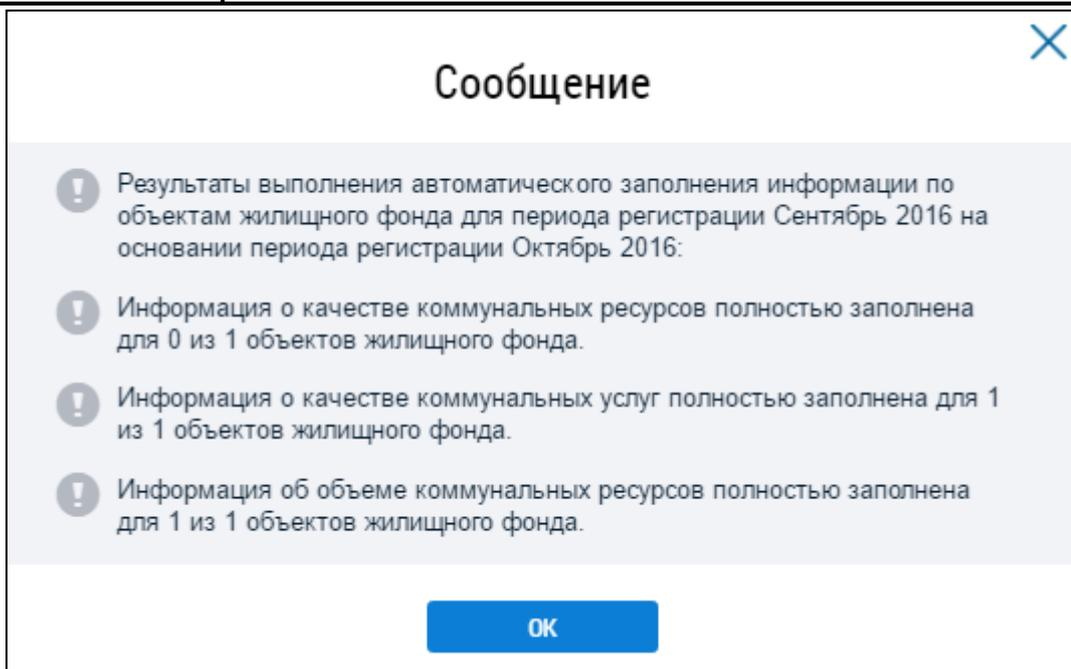 Сообщение
Результаты выполнения автоматического заполнения информации по
объектам жилищного фонда для периода регистрации Сентябрь 2016 на
основании периода регистрации Октябрь 2016:
Информация о качестве коммунальных ресурсов полностью заполнена
для 0 из 1 объектов жилищного фонда.
Информация о качестве коммунальных услуг полностью заполнена для 1
из 1 объектов жилищного фонда.
Информация об объеме коммунальных ресурсов полностью заполнена
для 1 из 1 объектов жилищного фонда.
ОК